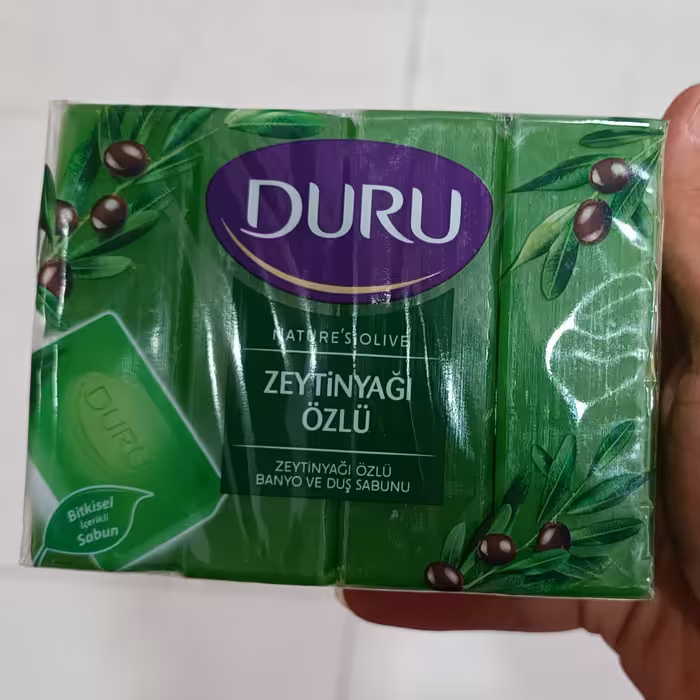 DURU
NATURE'S OLIVE
ZEYTİNYAĞI
ÖZLÜ
ZEYTİNYAĞI ÖZLÜ
BANYO VE DUŞ SABUNU
DURU
Bitkisel
İçerikli
Sabun